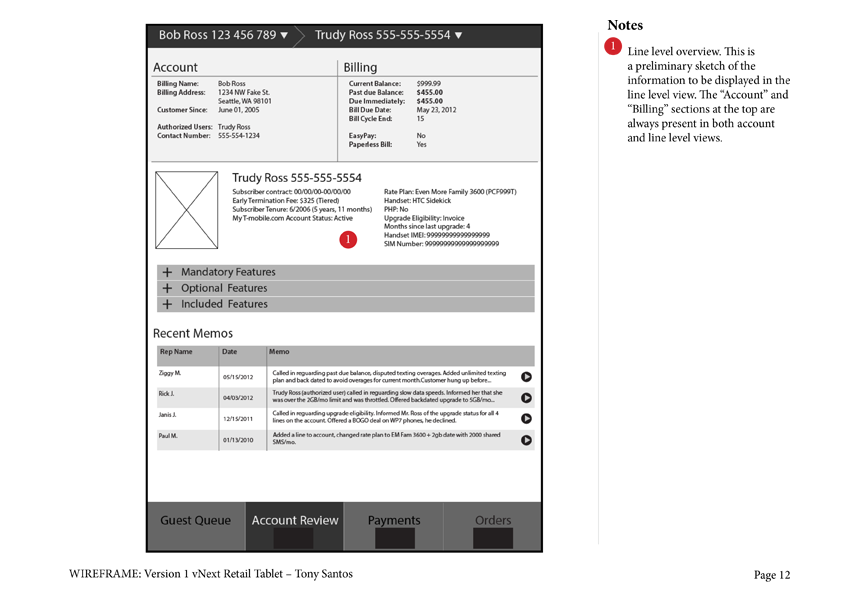 Bob Ross 123 456 789 ▼ Trudy Ross 555-555-5554 ▼
Account
Billing Name: Bob Ross
Billing Address: 1234 NW Fake St.
Seattle, WA 98101
Customer Since: June 01, 2005
Authorized Users: Trudy Ross
Contact Number: 555-554-1234
Billing
Current Balance: $999.99
Past due Balance: $455.00
Due Immediately: $455.00
Bill Due Date: May 23, 2012
Bill Cycle End: 15
EasyPay: No
Paperless Bill: Yes
Trudy Ross 555-555-5554
Subscriber contract: 00/00/00-00/00/00
Early Termination Fee: $325 (Tiered)
Subscriber Tenure: 6/2006 (5 years, 11 months)
My T-mobile.com Account Status: Active
Rate Plan: Even More Family 3600 (PCF999T)
Handset: HTC Sidekick
PHP: No
Upgrade Eligibility: Invoice
Months since last upgrade: 4
Handset IMEI: 99999999999999999
SIM Number: 99999999999999999999
1
+ Mandatory Features
+ Optional Features
+ Included Features
Recent Memos
Rep Name Date Memo
Ziggy M. 05/15/2012 Called in reguarding past due balance, disputed texting overages. Added unlimited texting
plan and back dated to avoid overages for current month.Customer hung up before...
Rick J. 04/03/2012 Trudy Ross (authorized user) called in reguarding slow data speeds. Informed her that she
was over the 2GB/mo limit and was throttled. Offered backdated upgrade to 5GB/mo...
Janis J. 12/15/2011 Called in reguarding upgrade eligibility. Informed Mr. Ross of the upgrade status for all 4
lines on the account. Offered a BOGO deal on WP7 phones, he declined.
Paul M. 01/13/2010 Added a line to account, changed rate plan to EM Fam 3600 + 2gb date with 2000 shared
SMS/mo.
Guest Queue Account Review Payments Orders
Notes
1 Line level overview. This is
a preliminary sketch of the
information to be displayed in the
line level view. The “Account” and
“Billing” sections at the top are
always present in both account
and line level views.
WIREFRAME: Version 1 vNext Retail Tablet – Tony Santos
Page 12